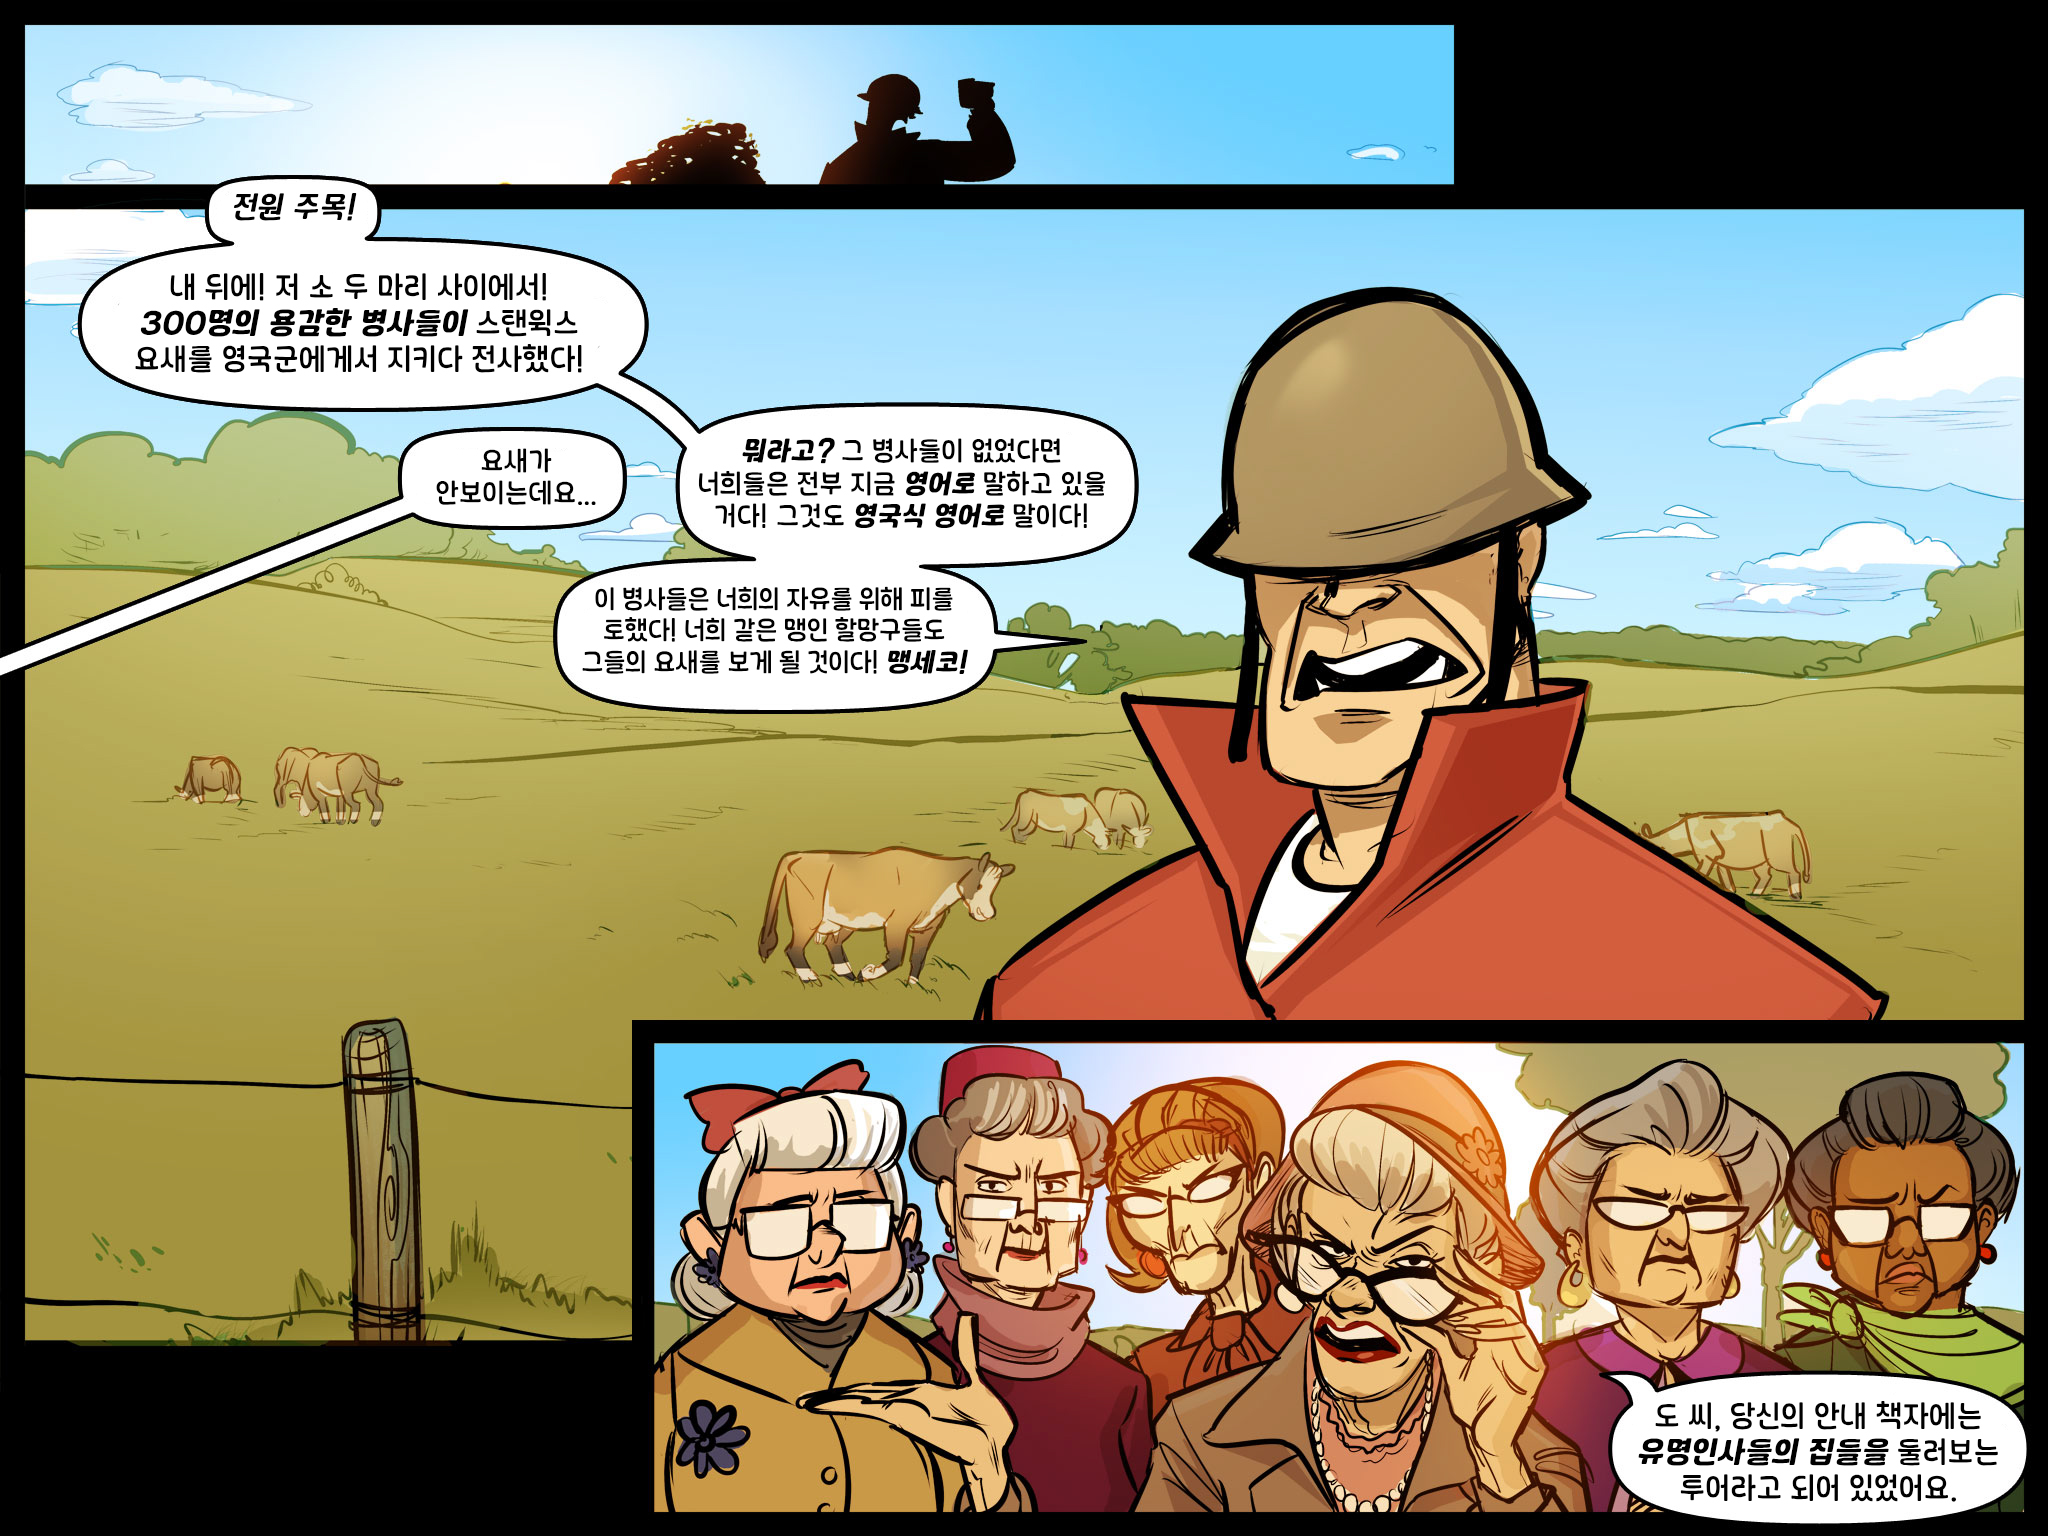 전원 주목!
내 뒤에! 저 소 두 마리 사이에서!
300명의 용감한 병사들이 스탠윅스
요새를 영국군에게서 지키다 전사했다!
요새가
안보이는데요...
뭐라고? 그 병사들이 없었다면
너희들은 전부 지금 영어로 말하고 있을
거다! 그것도 영국식 영어로 말이다!
이 병사들은 너희의 자유를 위해 피를
토했다! 너희 같은 맹인 할망구들도
그들의 요새를 보게 될 것이다! 맹세코!
도 씨, 당신의 안내 책자에는
유명인사들의 집들을 둘러보는
투어라고 되어 있었어요.